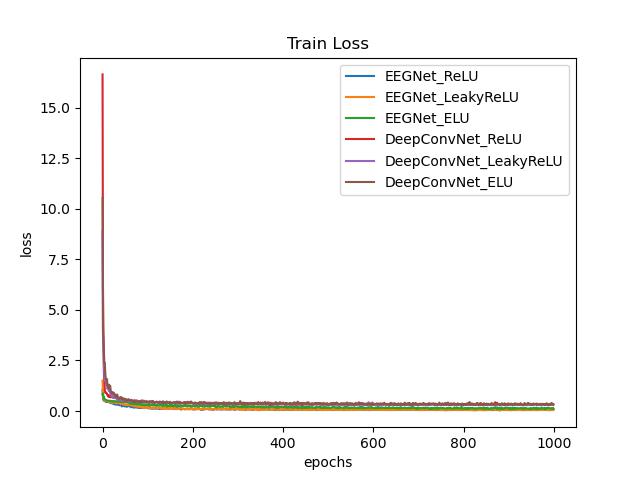 Train Loss
EEGNet_ReLU
EEGNet_LeakyReLU
EEGNet_ELU
DeepConvNet_ReLU
DeepConvNet_LeakyReLU
DeepConvNet_ELU
15.0
12.5
10.0
7.5
5.0
2.5
0.0
loss
0 200 400 600 800 1000
epochs